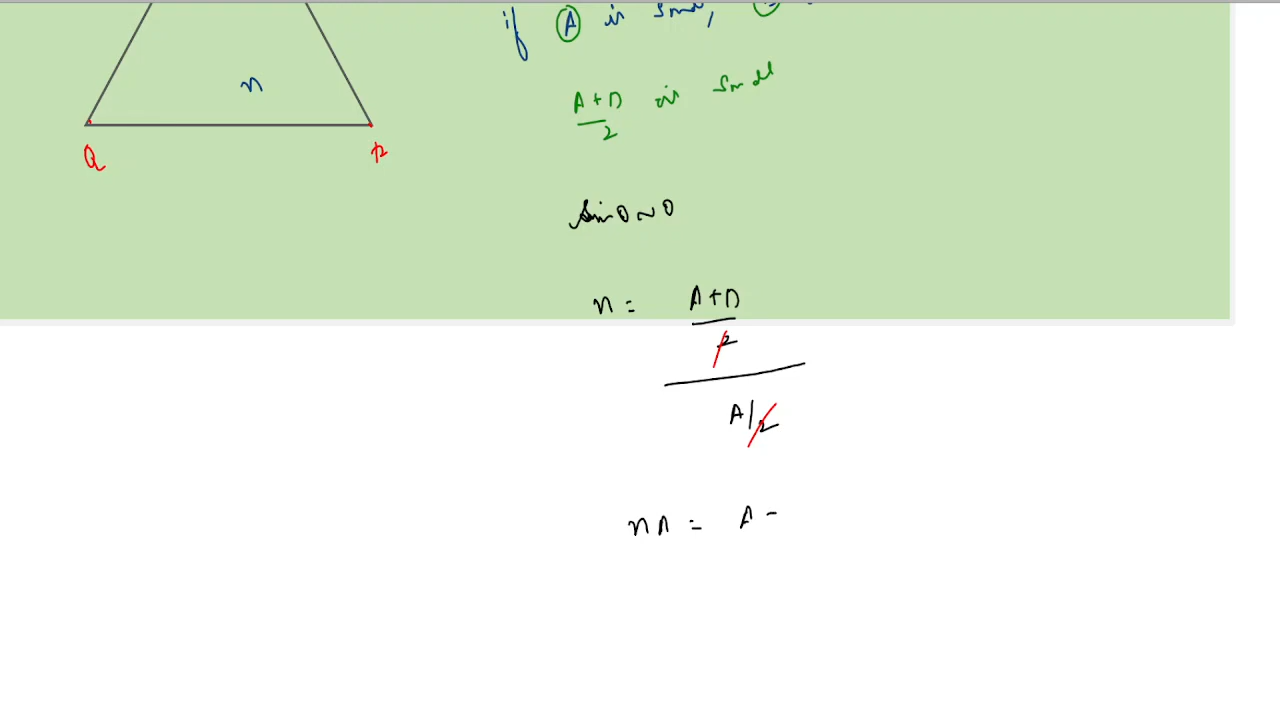 if A is small,
n
A+D is small
2
Q
R
sinθ ~ θ
n = A+D
2
A/2
nA = A -